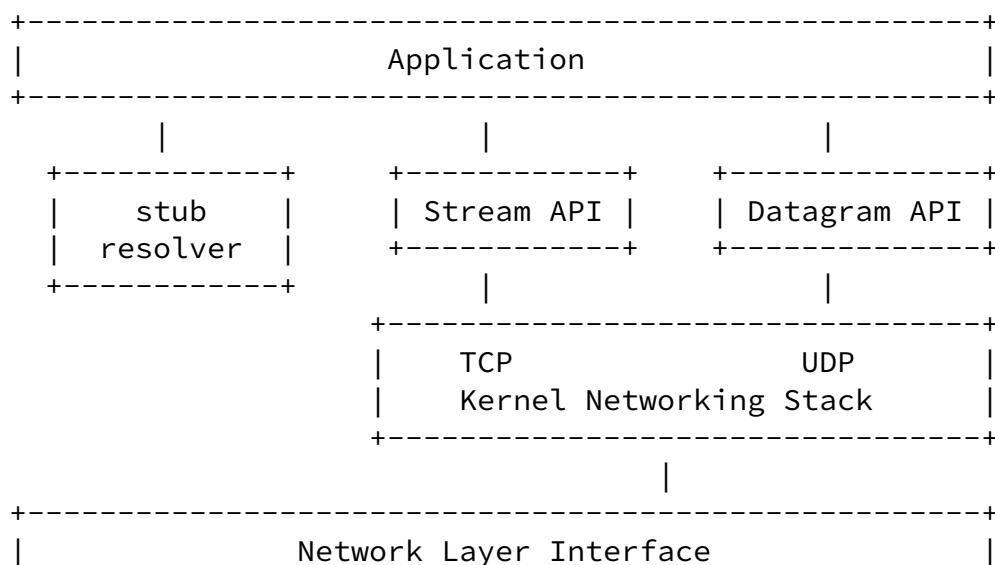 Application
stub Stream API Datagram API
resolver
TCP UDP
Kernel Networking Stack
Network Layer Interface